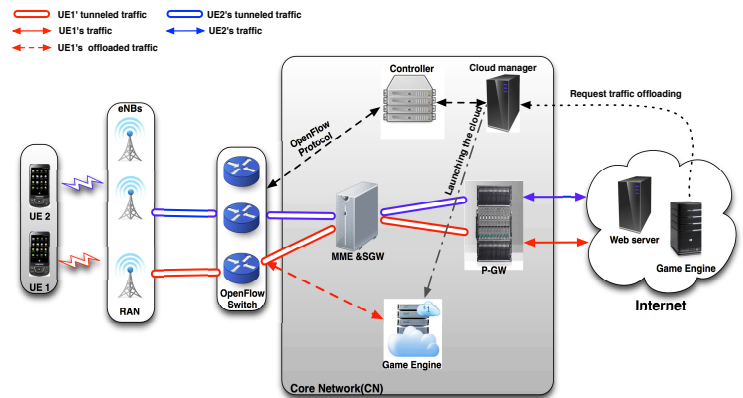 UE1' tunneled traffic
UE2's tunneled traffic
UE1's traffic
UE2's traffic
UE1's offloaded traffic
Controller
Cloud manager
Request traffic offloading
eNBs
OpenFlow
Protocol
Launching the cloud
UE 2
UE 1
RAN
OpenFlow
Switch
MME &SGW
P-GW
Web server
Game Engine
Internet
Game Engine
Core Network(CN)